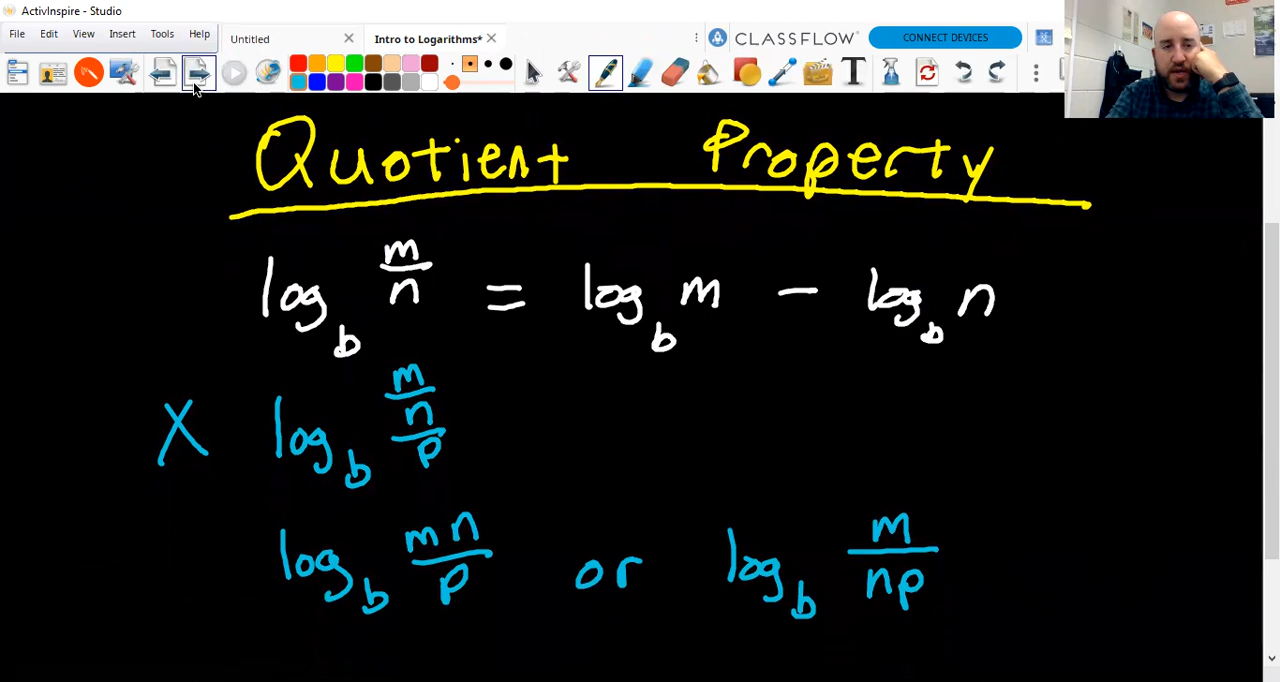 ActivInspire - Studio
File Edit View Insert Tools Help
Untitled
Intro to Logarithms*
CLASSFLOW
CONNECT DEVICES
Quotient Property
log_b m/n = log_b m - log_b n
X log_b m/n/p
log_b mn/p or log_b m/np